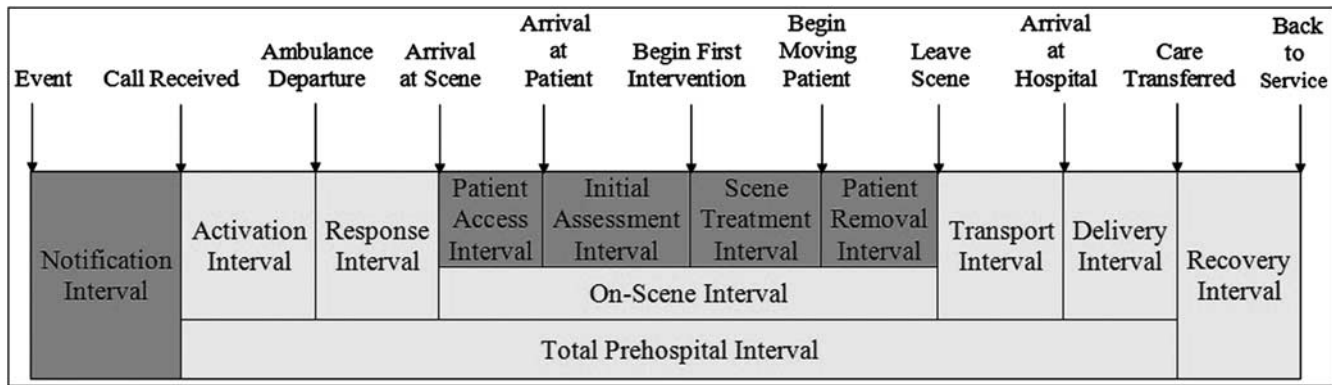 Event
Call Received
Ambulance
Departure
Arrival
at Scene
Arrival
at
Patient
Begin First
Intervention
Begin
Moving
Patient
Leave
Scene
Arrival
at
Hospital
Care
Transferred
Back
to
Service
Notification
Interval
Activation
Interval
Response
Interval
Patient
Access
Interval
Initial
Assessment
Interval
Scene
Treatment
Interval
Patient
Removal
Interval
On-Scene Interval
Transport
Interval
Delivery
Interval
Recovery
Interval
Total Prehospital Interval